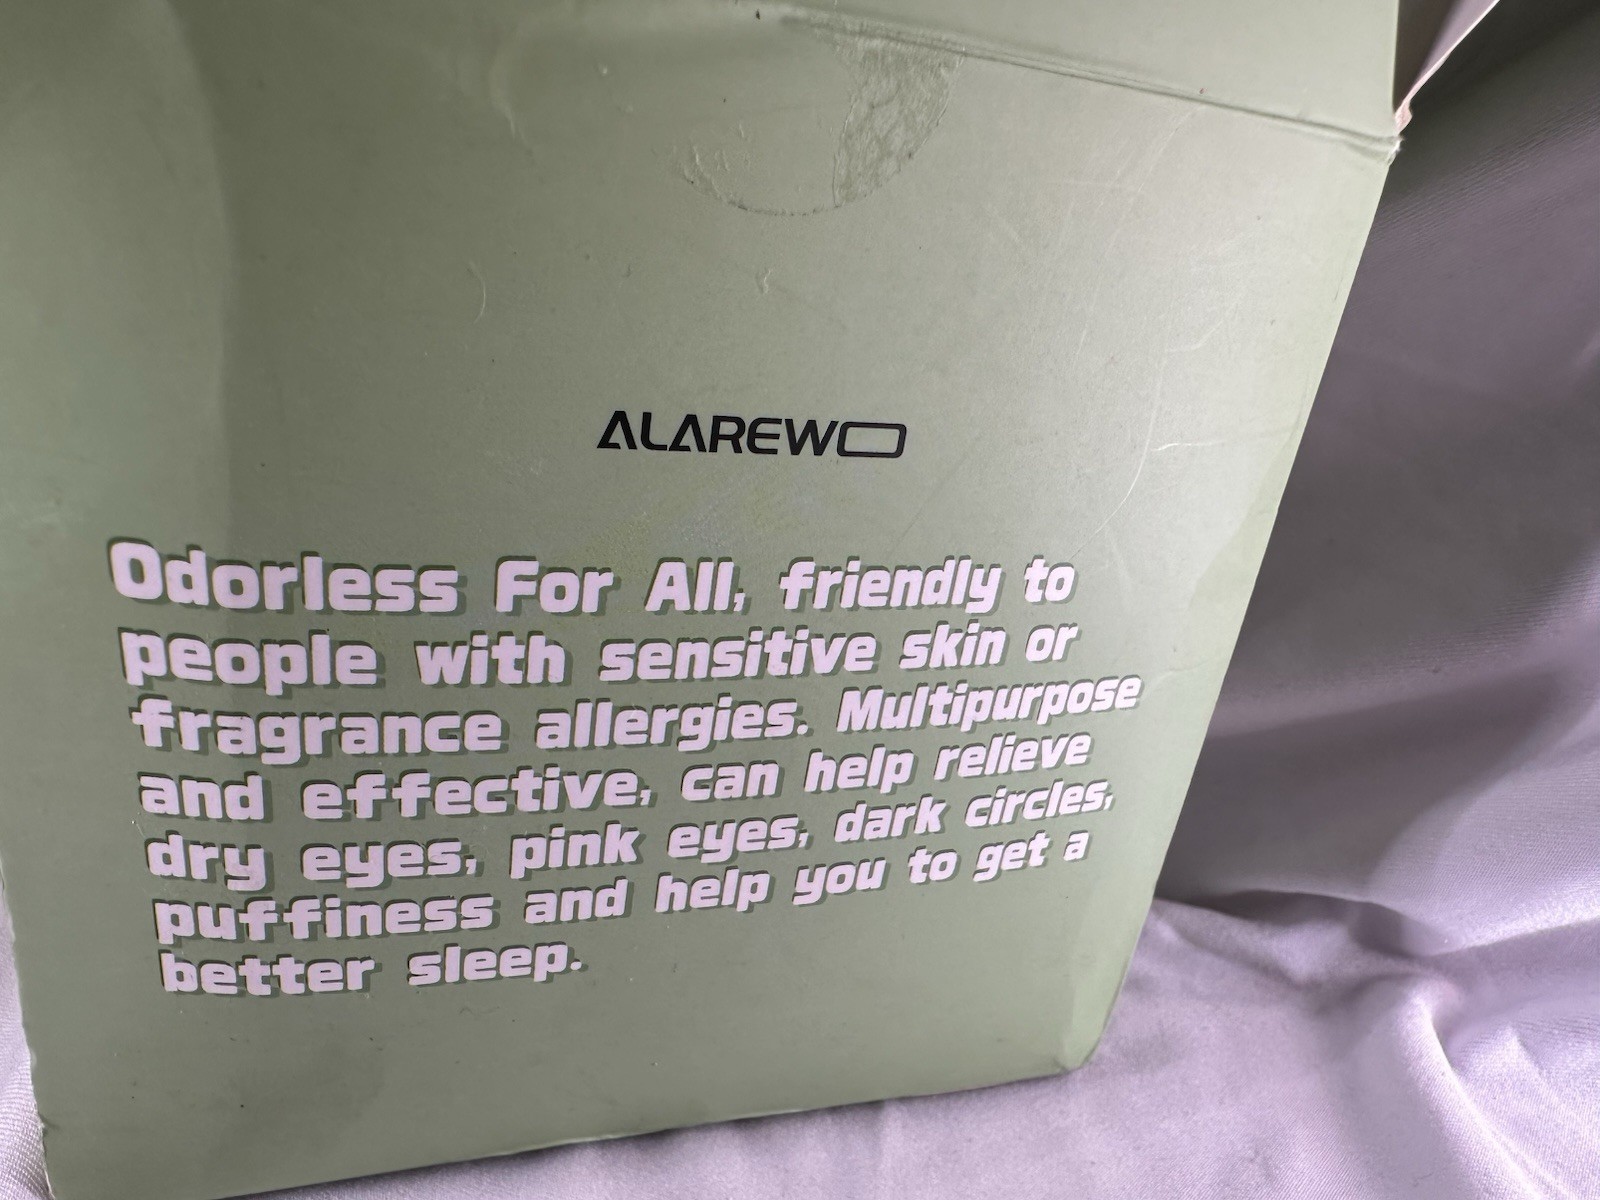 ALAREWO
Odorless For All, friendly to
people with sensitive skin or
fragrance allergies. Multipurpose
and effective, can help relieve
dry eyes, pink eyes, dark circles,
puffiness and help you to get a
better sleep.